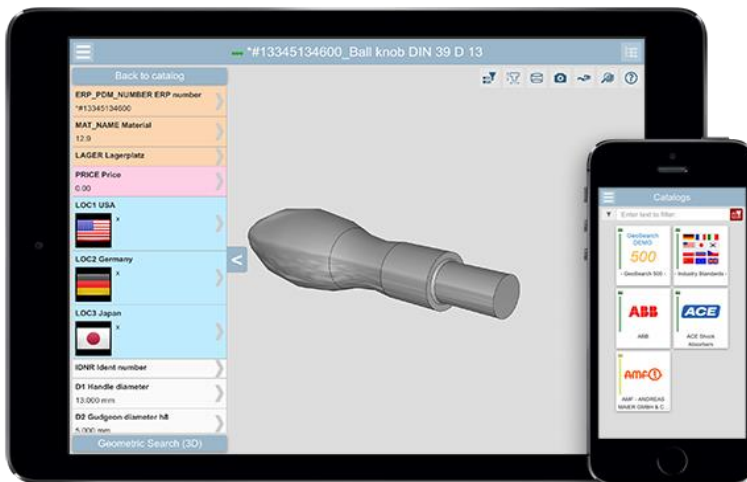 *#13345134600_Ball knob DIN 39 D 13
Back to catalog
ERP_PDM_NUMBER ERP number
*#13345134600
MAT_NAME Material
12.9
LAGER Lagerplatz
PRICE Price
0.00
LOC1 USA
x
LOC2 Germany
x
LOC3 Japan
x
IDNR Ident number
D1 Handle diameter
13.000 mm
D2 Gudgeon diameter h8
5.000 mm
Geometric Search (3D)
<
Catalogs
Enter text to filter:
GeoSearch
DEMO
500
- GeoSearch 500 -
- Industry Standards -
ABB
ABB
ACE
ACE Shock
Absorbers
AMF
AMF - ANDREAS
MAIER GMBH & C